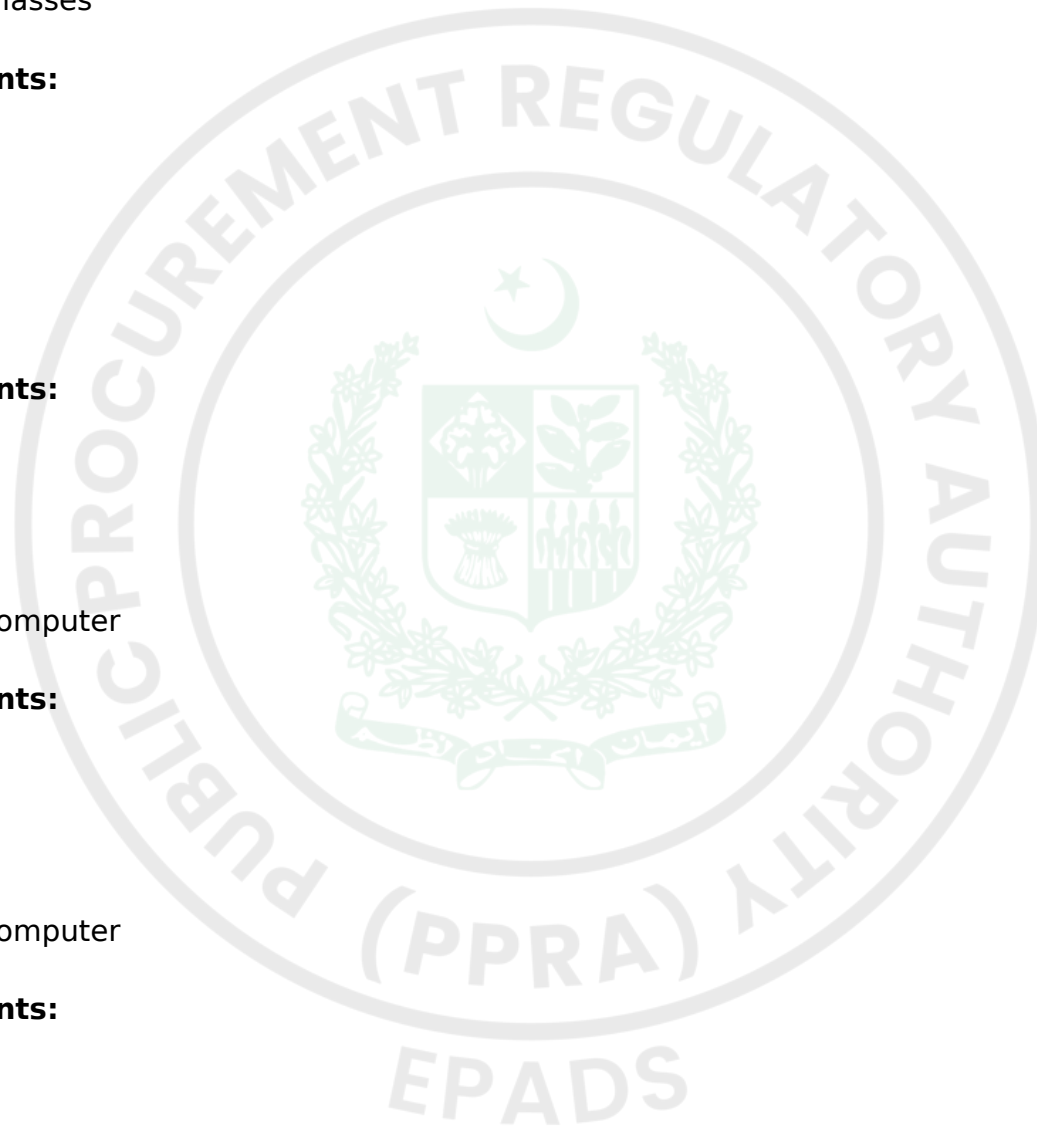 lasses
nts:
nts:
omputer
nts:
omputer
nts:
PUBLIC PROCUREMENT REGULATORY AUTHORITY
(PPRA)
EPADS